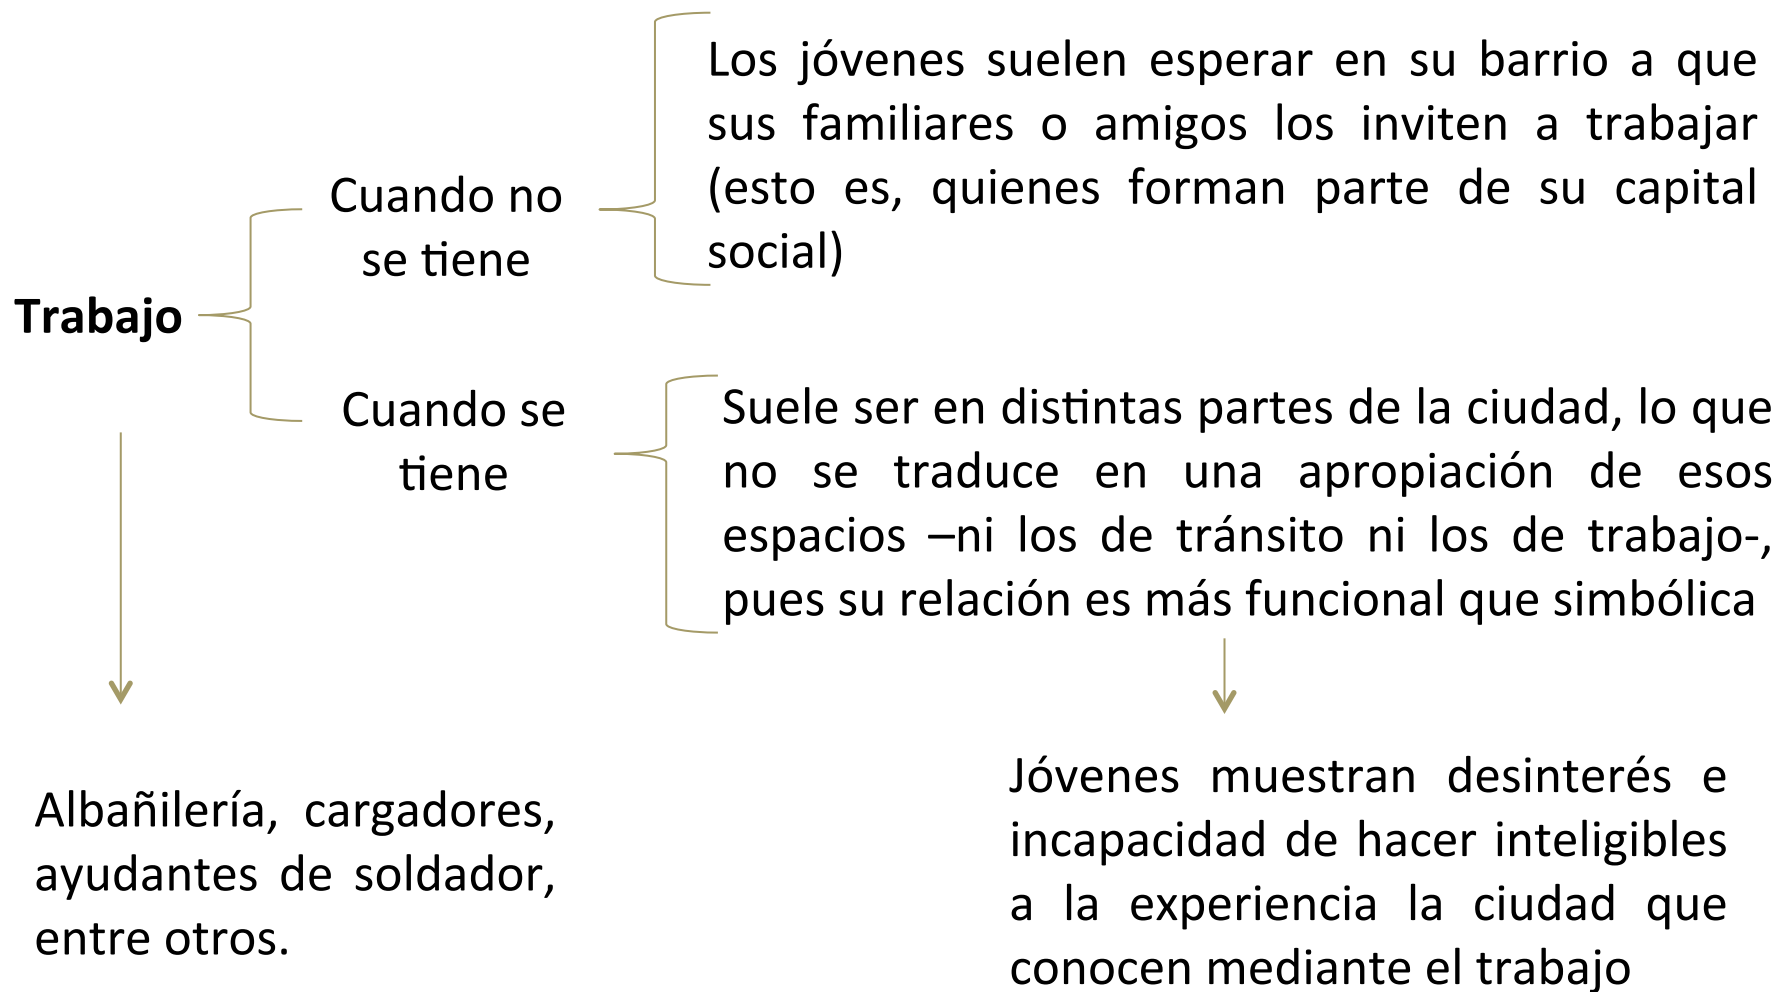 Los jóvenes suelen esperar en su barrio a que
sus familiares o amigos los inviten a trabajar
(esto es, quienes forman parte de su capital
social)
Cuando no
se tiene
Trabajo
Cuando se
tiene
Suele ser en distintas partes de la ciudad, lo que
no se traduce en una apropiación de esos
espacios –ni los de tránsito ni los de trabajo-,
pues su relación es más funcional que simbólica
Albañilería, cargadores,
ayudantes de soldador,
entre otros.
Jóvenes muestran desinterés e
incapacidad de hacer inteligibles
a la experiencia la ciudad que
conocen mediante el trabajo